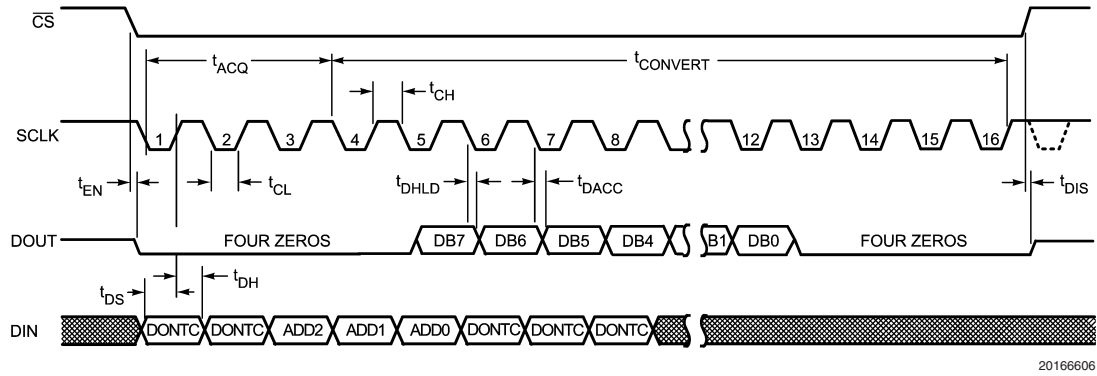 CS
tACQ
tCONVERT
tCH
SCLK
1 2 3 4 5 6 7 8 12 13 14 15 16
tEN
tCL
tDHLD
tDACC
tDIS
DOUT
FOUR ZEROS
DB7 DB6 DB5 DB4 B1 DB0
FOUR ZEROS
tDS
tDH
DIN
DONTC DONTC ADD2 ADD1 ADD0 DONTC DONTC DONTC
20166606